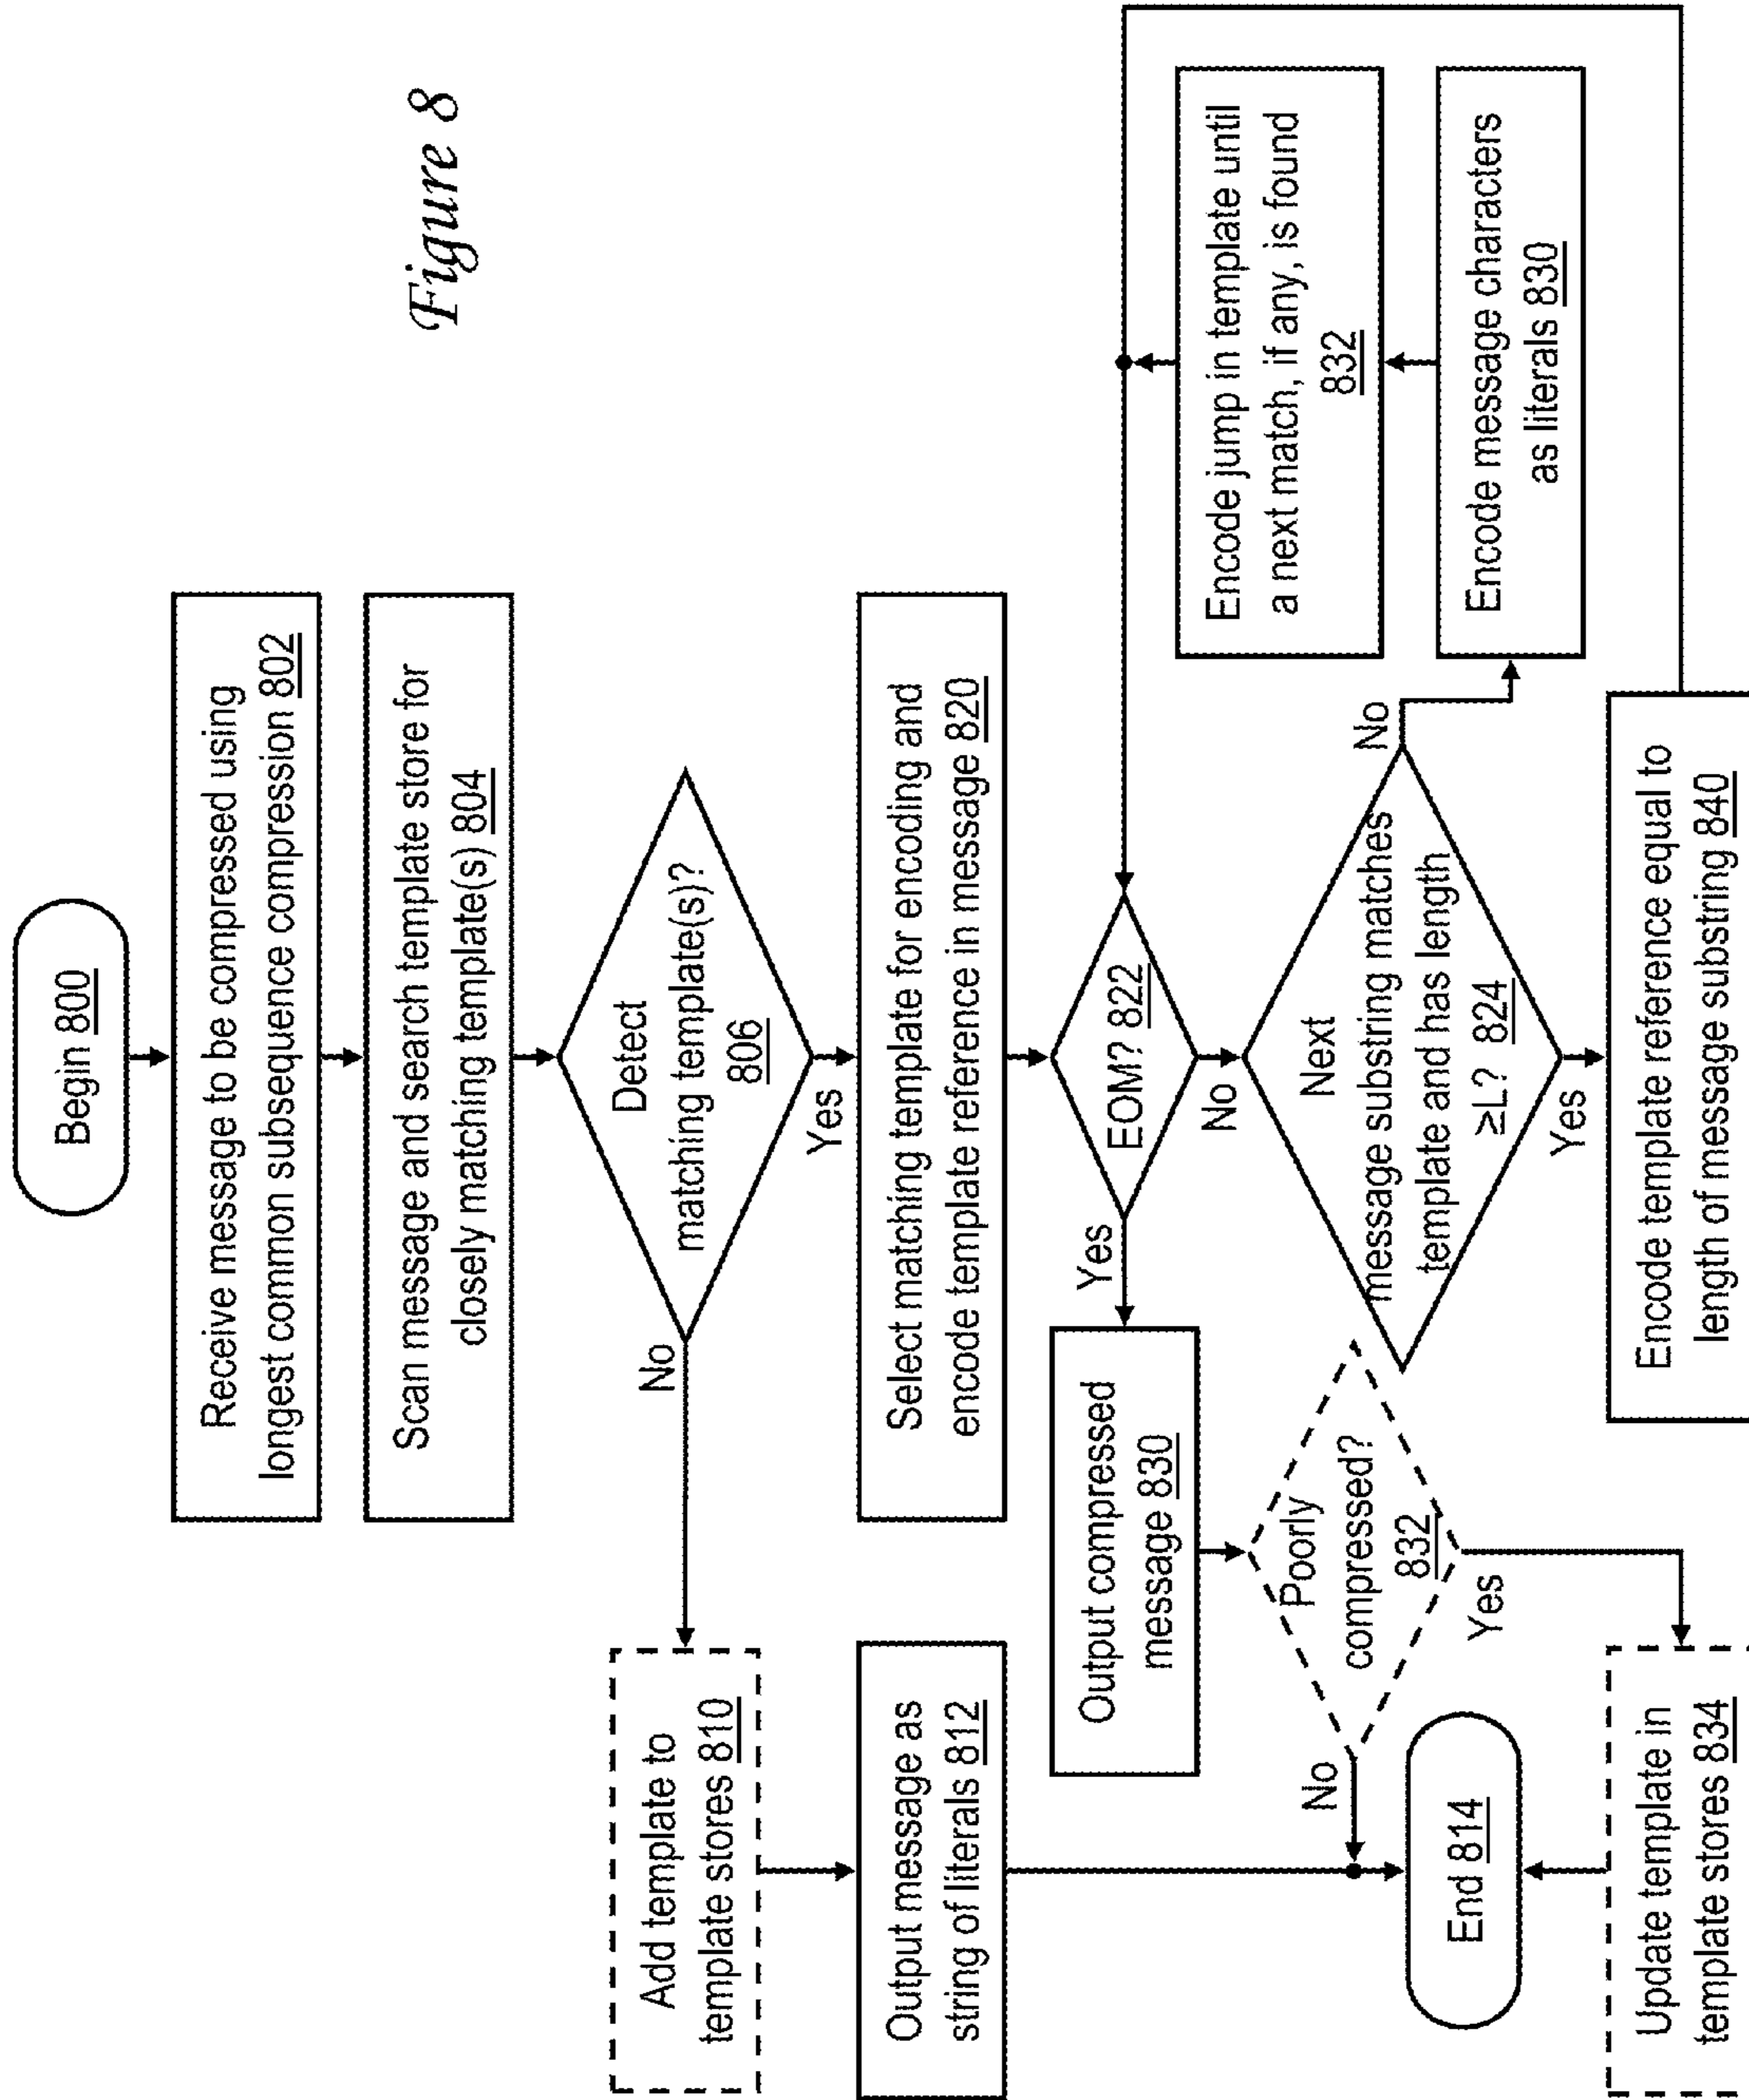 Begin 800
Receive message to be compressed using
longest common subsequence compression 802
Scan message and search template store for
closely matching template(s) 804
Detect
matching template(s)?
806
No
Yes
Add template to
template stores 810
Output message as
string of literals 812
Select matching template for encoding and
encode template reference in message 820
EOM? 822
Yes
No
Output compressed
message 830
Poorly
compressed?
832
No
Yes
End 814
Update template in
template stores 834
Next
message substring matches
template and has length
≥L? 824
No
Yes
Encode jump in template until
a next match, if any, is found
832
Encode message characters
as literals 830
Encode template reference equal to
length of message substring 840
Figure 8